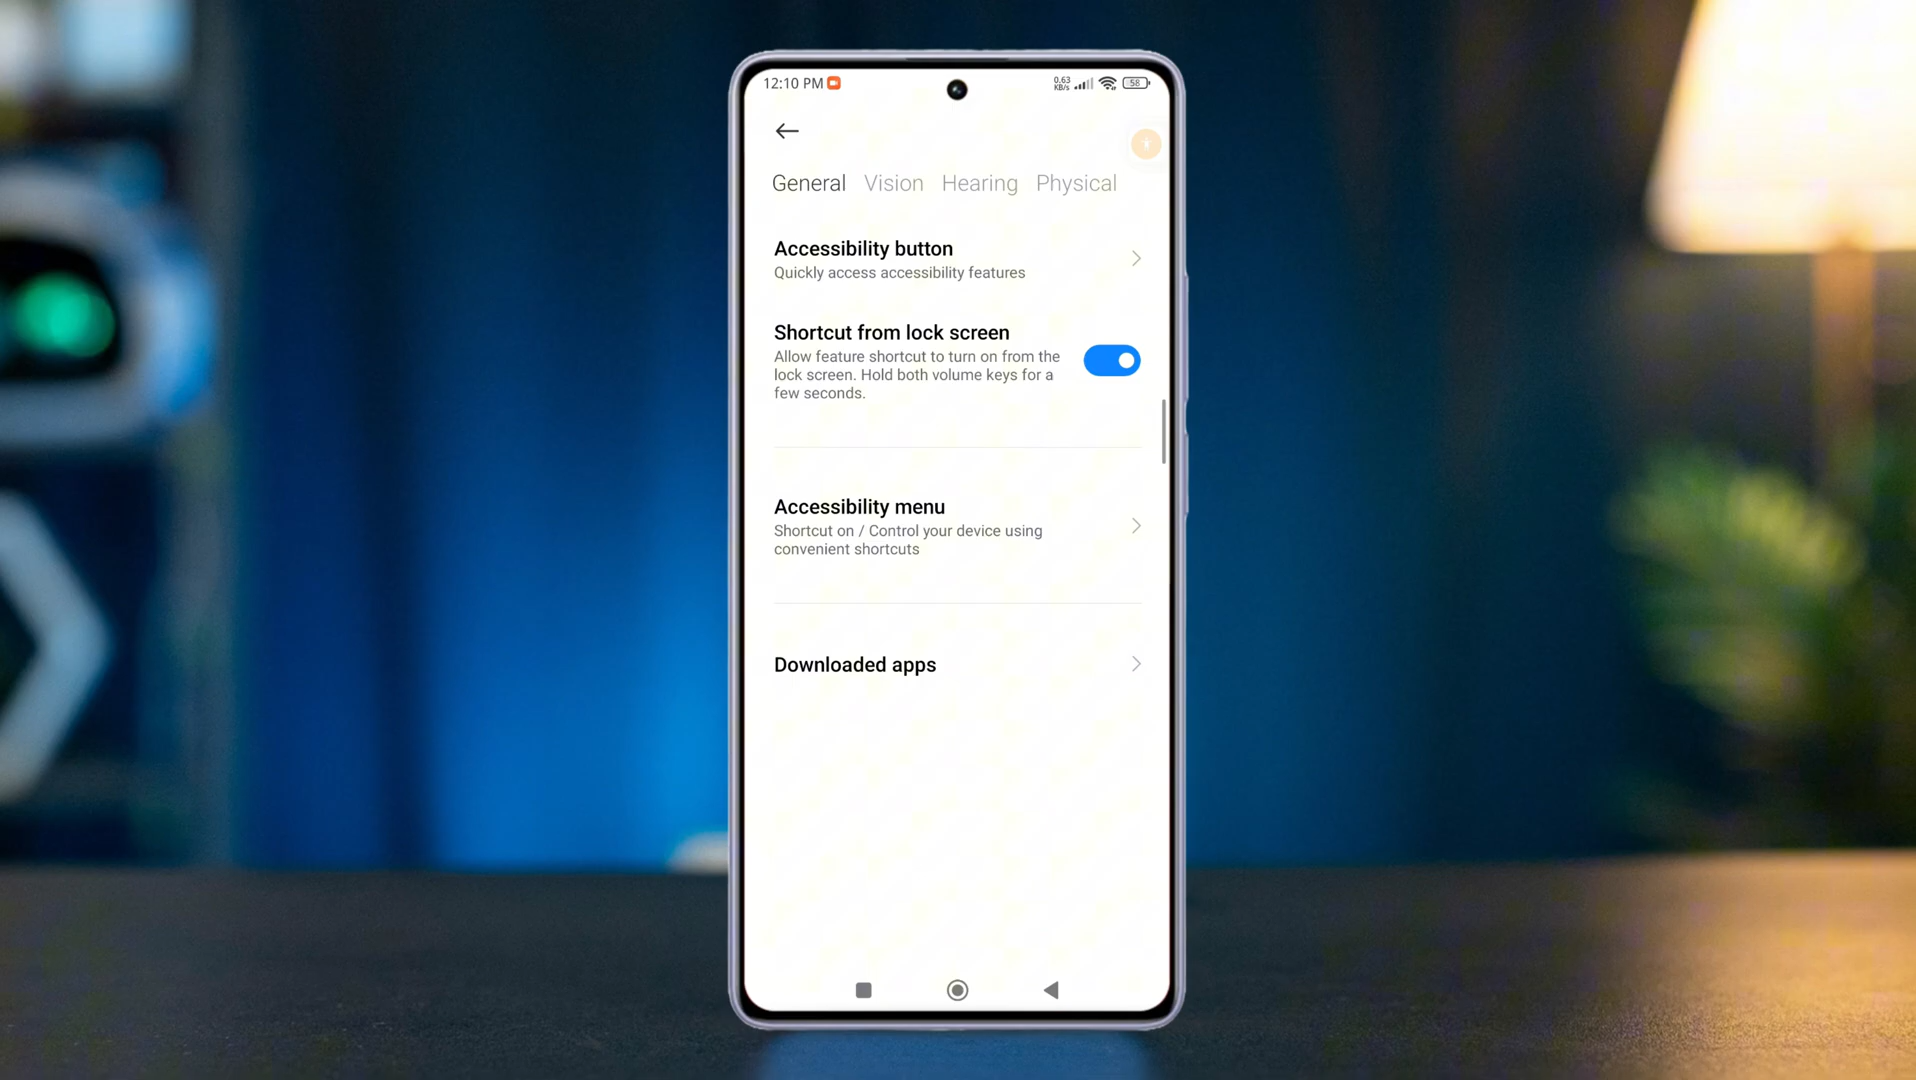 12:10 PM
0.63
KB/s
58
General Vision Hearing Physical
Accessibility button
Quickly access accessibility features
Shortcut from lock screen
Allow feature shortcut to turn on from the
lock screen. Hold both volume keys for a
few seconds.
Accessibility menu
Shortcut on / Control your device using
convenient shortcuts
Downloaded apps